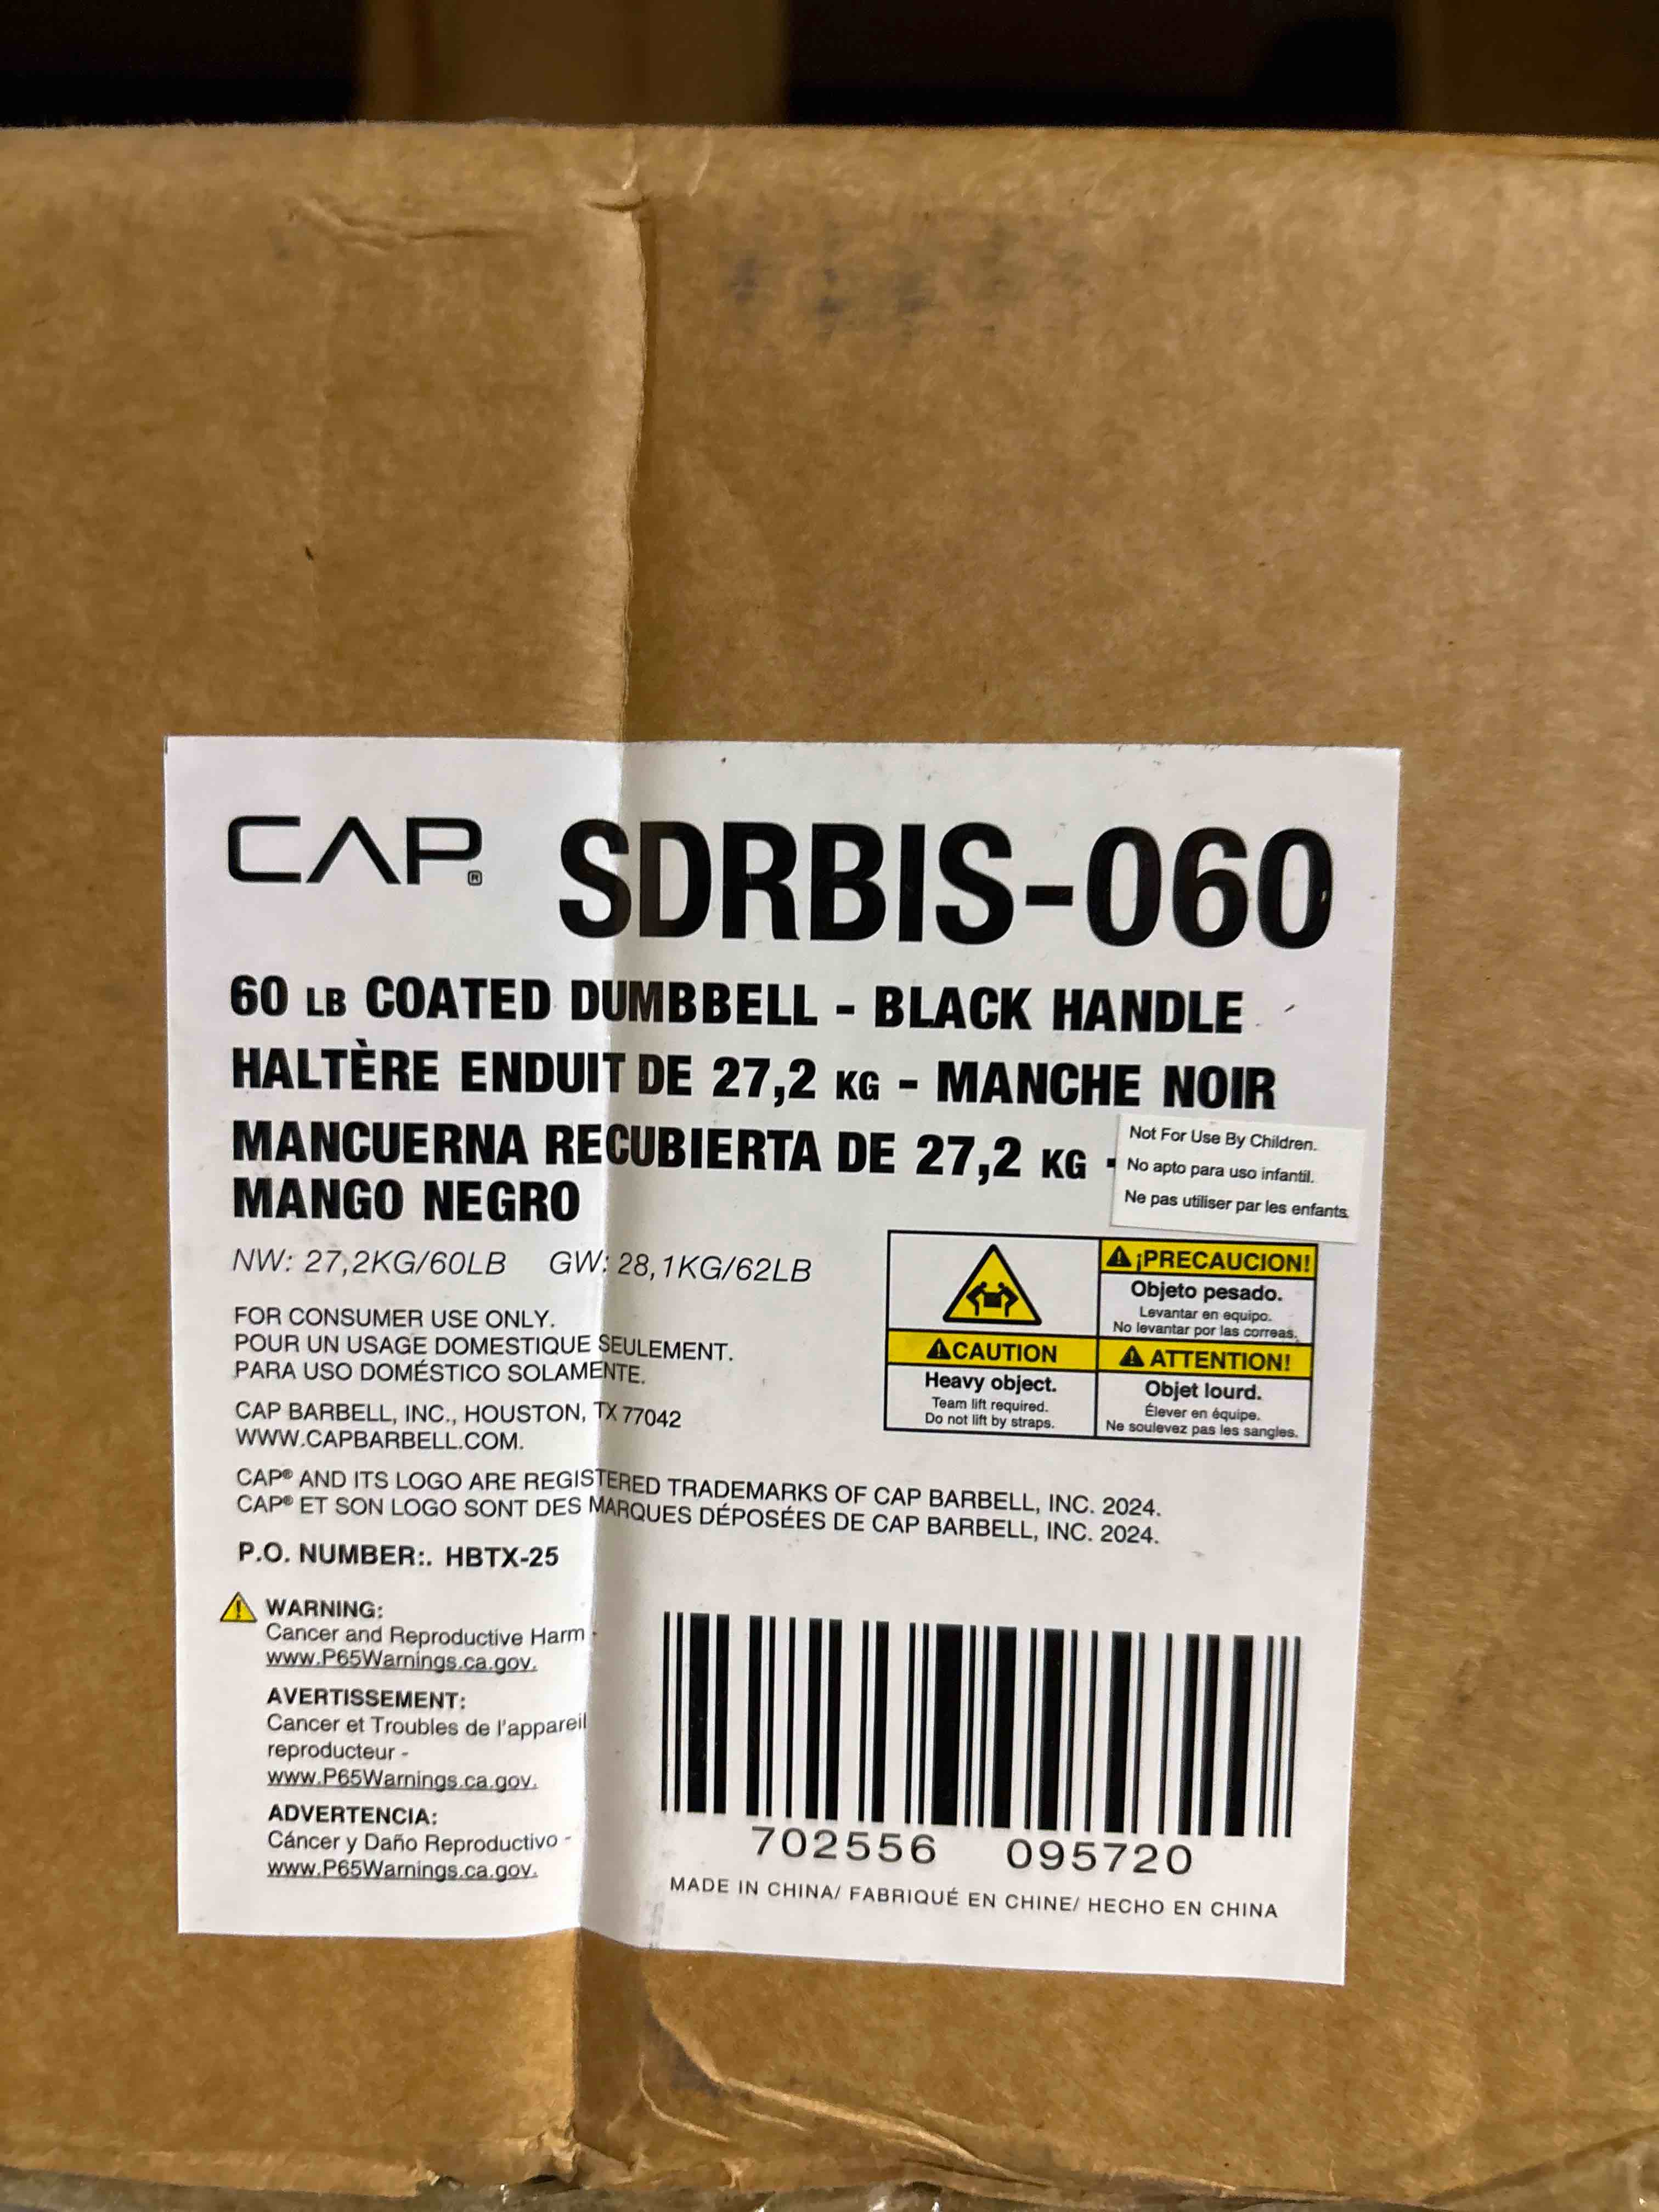 CAP® SDRBIS-060
60 LB COATED DUMBBELL - BLACK HANDLE
HALTÈRE ENDUIT DE 27,2 KG - MANCHE NOIR
MANCUERNA RECUBIERTA DE 27,2 KG -
MANGO NEGRO
Not For Use By Children.
No apto para uso infantil.
Ne pas utiliser par les enfants.
NW: 27,2KG/60LB GW: 28,1KG/62LB
FOR CONSUMER USE ONLY.
POUR UN USAGE DOMESTIQUE SEULEMENT.
PARA USO DOMÉSTICO SOLAMENTE.
CAP BARBELL, INC., HOUSTON, TX 77042
WWW.CAPBARBELL.COM.
¡PRECAUCION!
Objeto pesado.
Levantar en equipo.
No levantar por las correas.
CAUTION
Heavy object.
Team lift required.
Do not lift by straps.
ATTENTION!
Objet lourd.
Élever en équipe.
Ne soulevez pas les sangles.
CAP® AND ITS LOGO ARE REGISTERED TRADEMARKS OF CAP BARBELL, INC. 2024.
CAP® ET SON LOGO SONT DES MARQUES DÉPOSÉES DE CAP BARBELL, INC. 2024.
P.O. NUMBER:. HBTX-25
WARNING:
Cancer and Reproductive Harm -
www.P65Warnings.ca.gov.
AVERTISSEMENT:
Cancer et Troubles de l'appareil
reproducteur -
www.P65Warnings.ca.gov.
ADVERTENCIA:
Cáncer y Daño Reproductivo -
www.P65Warnings.ca.gov.
702556 095720
MADE IN CHINA/ FABRIQUÉ EN CHINE/ HECHO EN CHINA